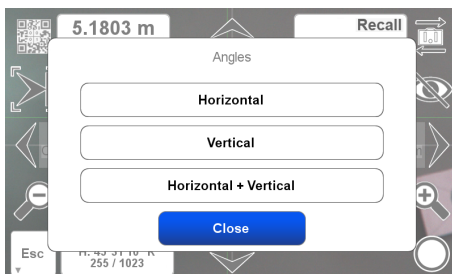 5.1803 m
Recall
Angles
Horizontal
Vertical
Horizontal + Vertical
Close
Esc
255 / 1023